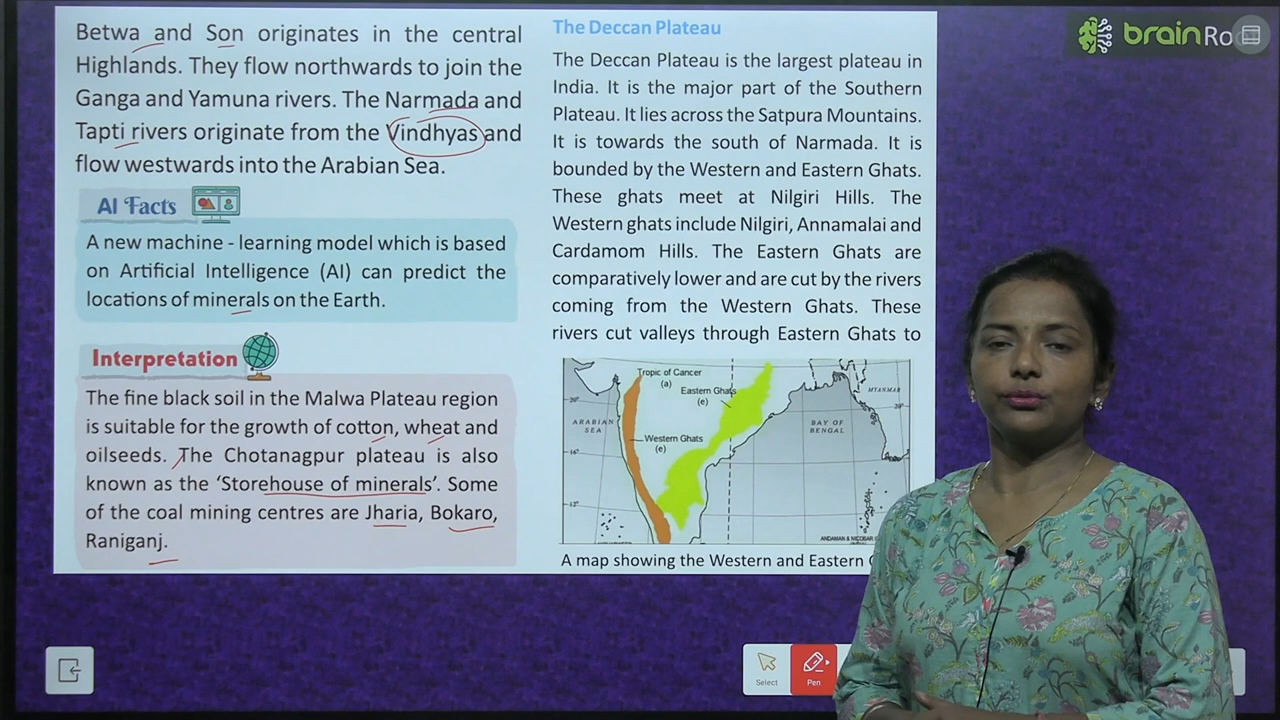 Betwa and Son originates in the central
Highlands. They flow northwards to join the
Ganga and Yamuna rivers. The Narmada and
Tapti rivers originate from the Vindhyas and
flow westwards into the Arabian Sea.
AI Facts
A new machine - learning model which is based
on Artificial Intelligence (AI) can predict the
locations of minerals on the Earth.
Interpretation
The fine black soil in the Malwa Plateau region
is suitable for the growth of cotton, wheat and
oilseeds. The Chotanagpur plateau is also
known as the ‘Storehouse of minerals’. Some
of the coal mining centres are Jharia, Bokaro,
Raniganj.
The Deccan Plateau
The Deccan Plateau is the largest plateau in
India. It is the major part of the Southern
Plateau. It lies across the Satpura Mountains.
It is towards the south of Narmada. It is
bounded by the Western and Eastern Ghats.
These ghats meet at Nilgiri Hills. The
Western ghats include Nilgiri, Annamalai and
Cardamom Hills. The Eastern Ghats are
comparatively lower and are cut by the rivers
coming from the Western Ghats. These
rivers cut valleys through Eastern Ghats to
Tropic of Cancer
(a)
Eastern Ghats
(e)
MYANMAR
20°
20°
ARABIAN
SEA
BAY OF
BENGAL
Western Ghats
(e)
16°
12°
ANDAMAN & NICOBAR
A map showing the Western and Eastern
brain
Select
Pen